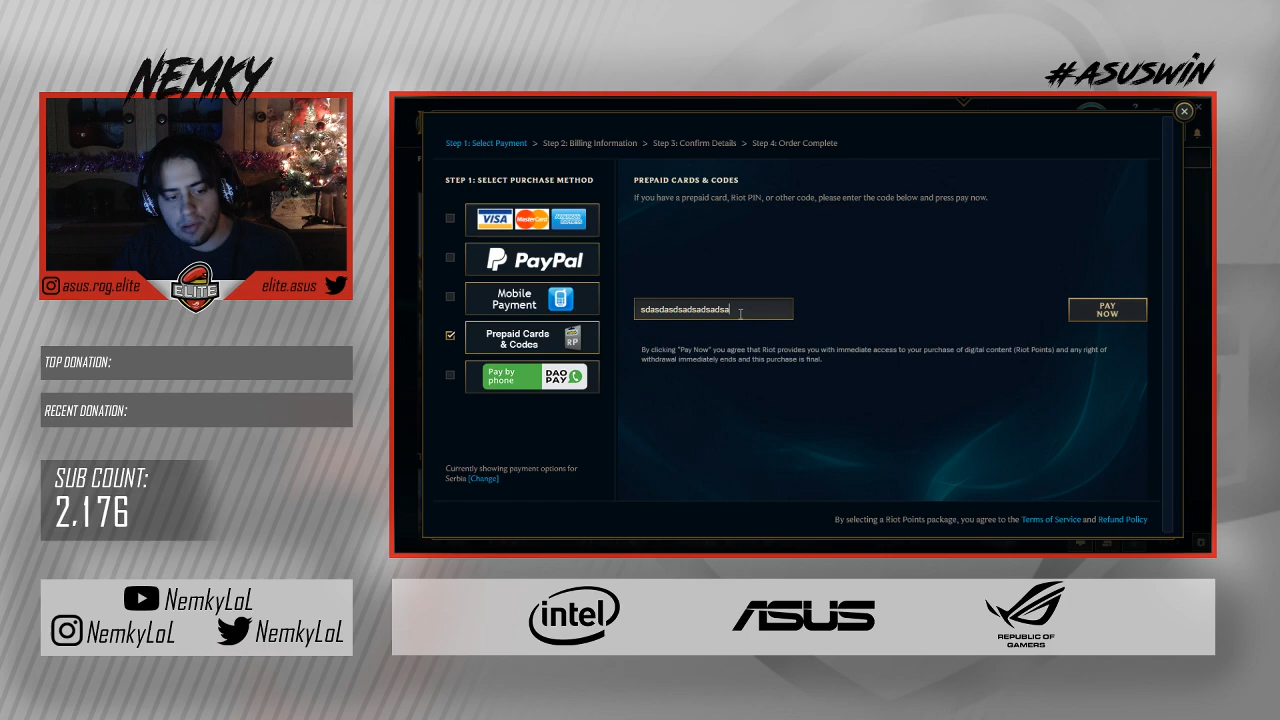 NEMKY
#ASUSWIN
asus.rog.elite
ELITE
elite.asus
TOP DONATION:
RECENT DONATION:
SUB COUNT:
2,176
NemkyLoL
NemkyLoL
NemkyLoL
Step 1: Select Payment > Step 2: Billing Information > Step 3: Confirm Details > Step 4: Order Complete
STEP 1: SELECT PURCHASE METHOD
VISA
MasterCard
AMERICAN EXPRESS
PayPal
Mobile
Payment
Prepaid Cards
& Codes
RP
Pay by
phone
DAO
PAY
Currently showing payment options for
Serbia [Change]
PREPAID CARDS & CODES
If you have a prepaid card, Riot PIN, or other code, please enter the code below and press pay now.
sdasdasdsadsadsadsa
PAY
NOW
By clicking "Pay Now" you agree that Riot provides you with immediate access to your purchase of digital content (Riot Points) and any right of
withdrawal immediately ends and this purchase is final.
By selecting a Riot Points package, you agree to the Terms of Service and Refund Policy
intel
ASUS
REPUBLIC OF
GAMERS